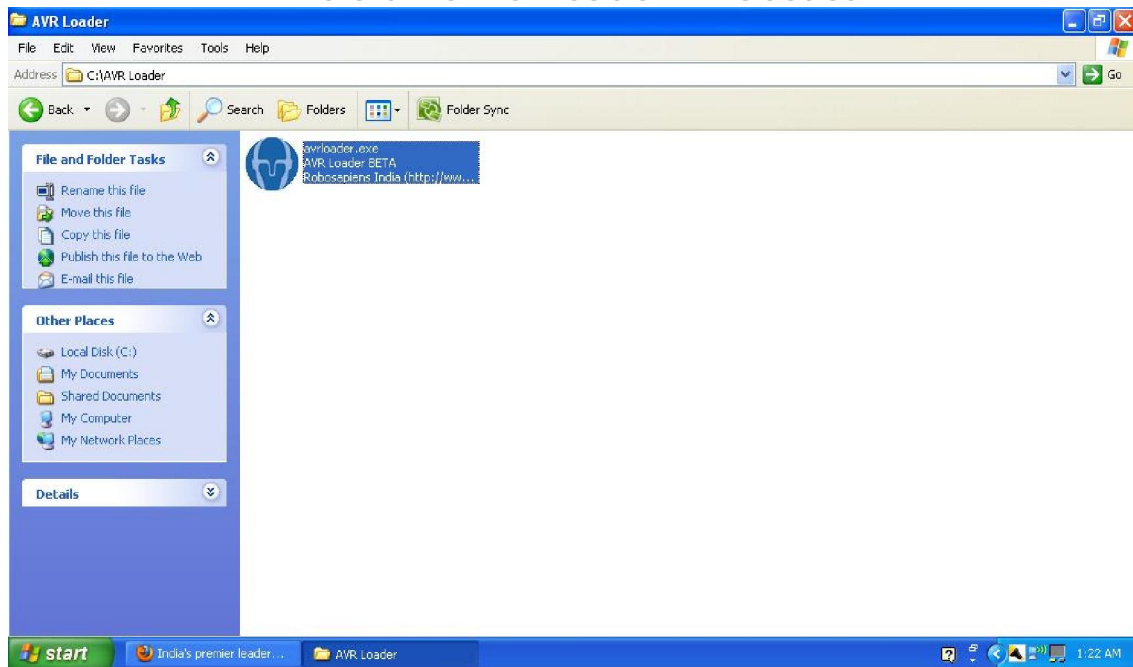 AVR Loader
File Edit View Favorites Tools Help
Address C:\AVR Loader Go
Back Search Folders Folder Sync
File and Folder Tasks
Rename this file
Move this file
Copy this file
Publish this file to the Web
E-mail this file
Other Places
Local Disk (C:)
My Documents
Shared Documents
My Computer
My Network Places
Details
avrloader.exe
AVR Loader BETA
Robosapiens India (http://ww...
start India's premier leader... AVR Loader 1:22 AM